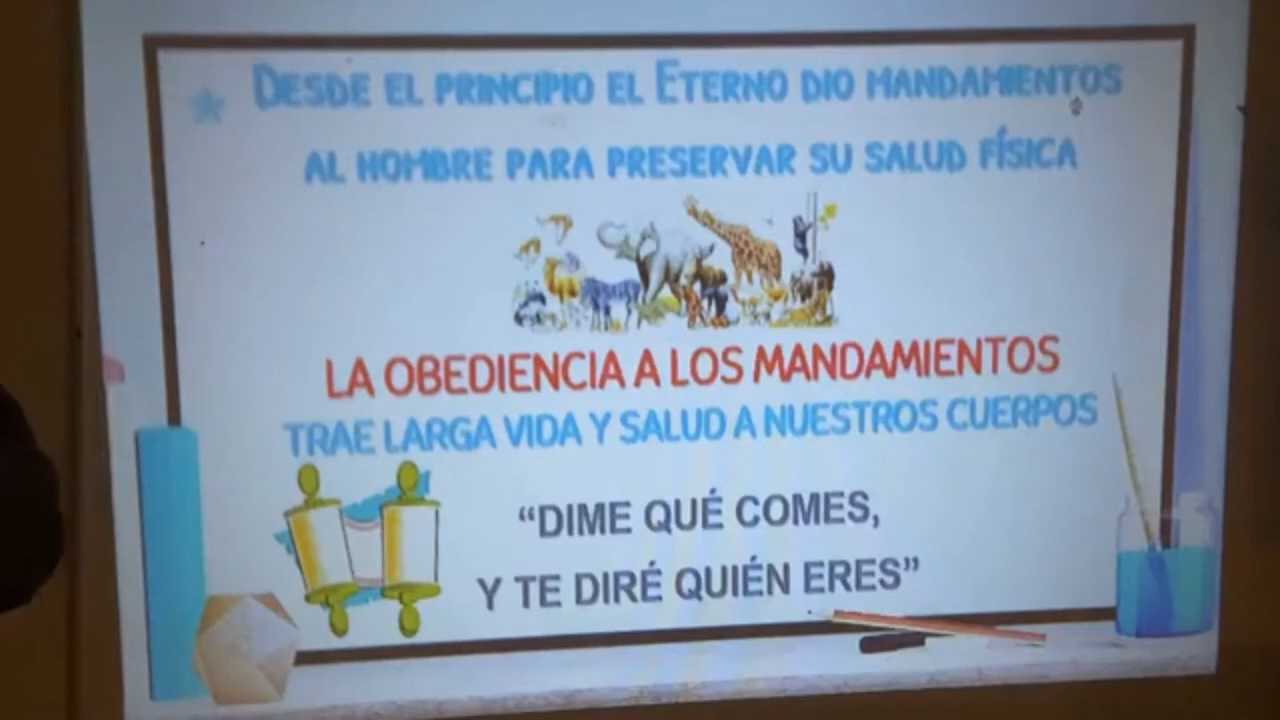 DESDE EL PRINCIPIO EL ETERNO DIO MANDAMIENTOS
AL HOMBRE PARA PRESERVAR SU SALUD FÍSICA
LA OBEDIENCIA A LOS MANDAMIENTOS
TRAE LARGA VIDA Y SALUD A NUESTROS CUERPOS
“DIME QUÉ COMES,
Y TE DIRÉ QUIÉN ERES”